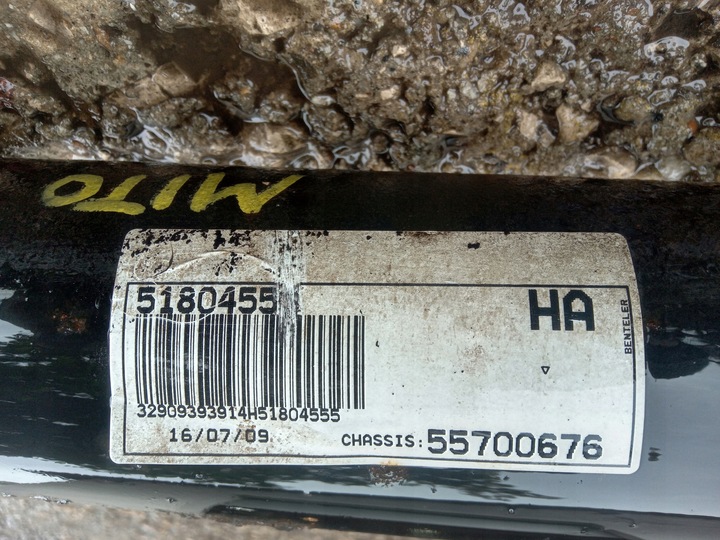 MITO
5180455
HA
BENTELER
32909393914H51804555
16/07/09
CHASSIS: 55700676